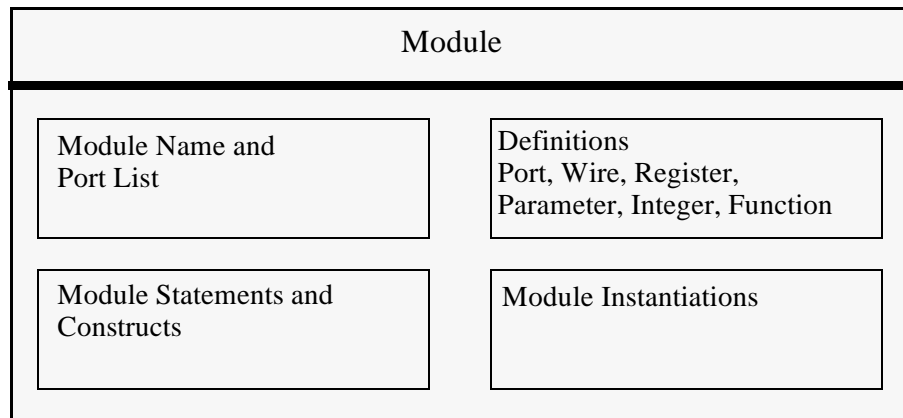 Module
Module Name and
Port List
Definitions
Port, Wire, Register,
Parameter, Integer, Function
Module Statements and
Constructs
Module Instantiations